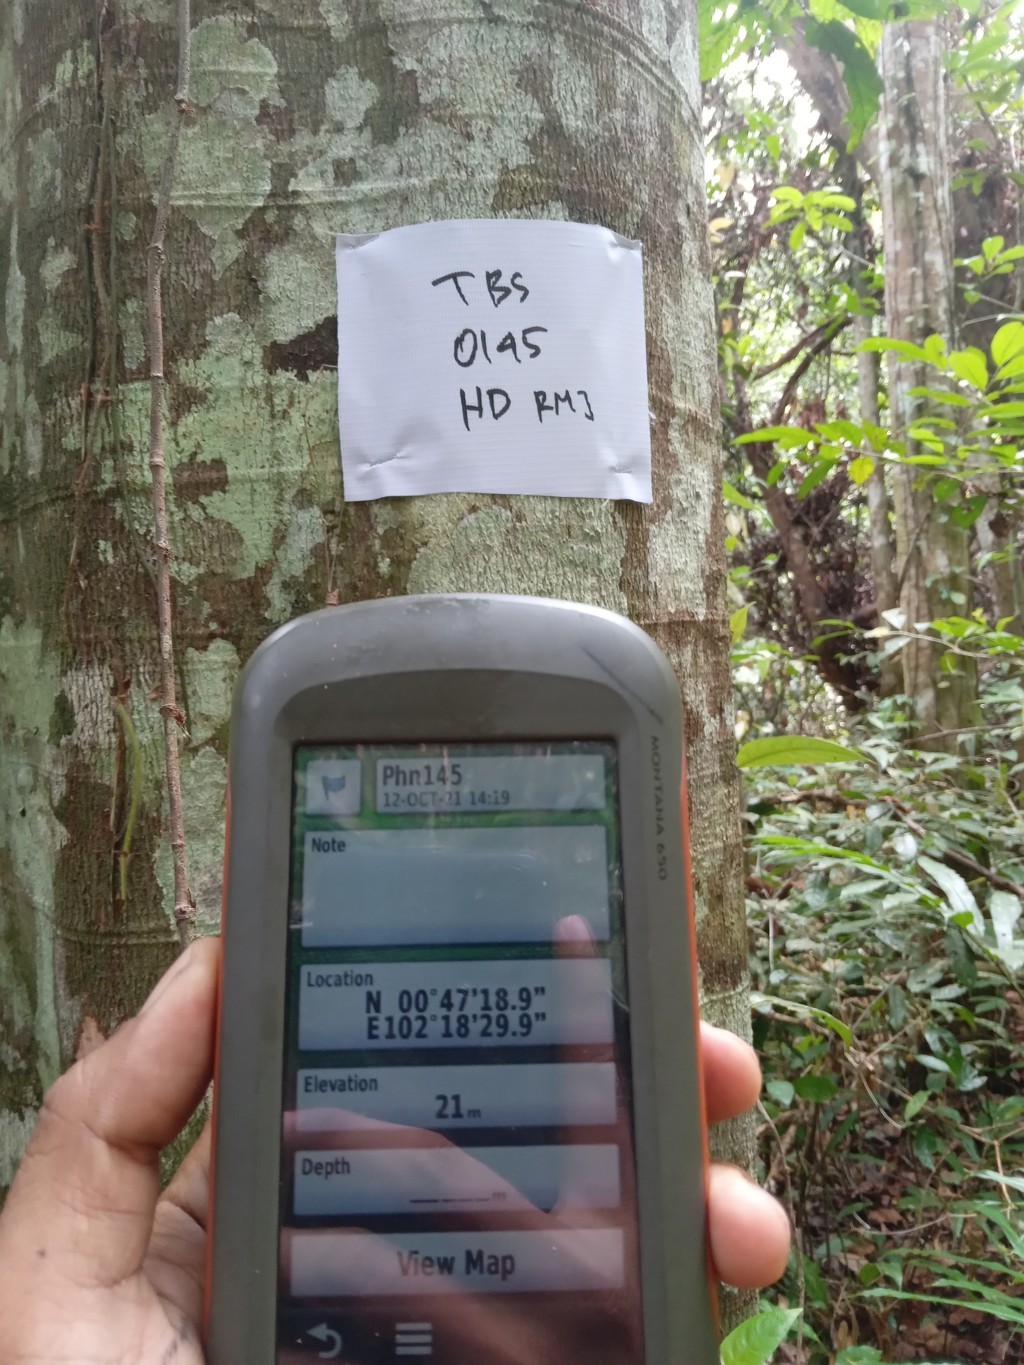 TBS
0145
HD RMJ
MONTANA 650
Phn145
12-OCT-21 14:19
Note
Location
N 00°47'18.9"
E102°18'29.9"
Elevation
21m
Depth
_____m
View Map